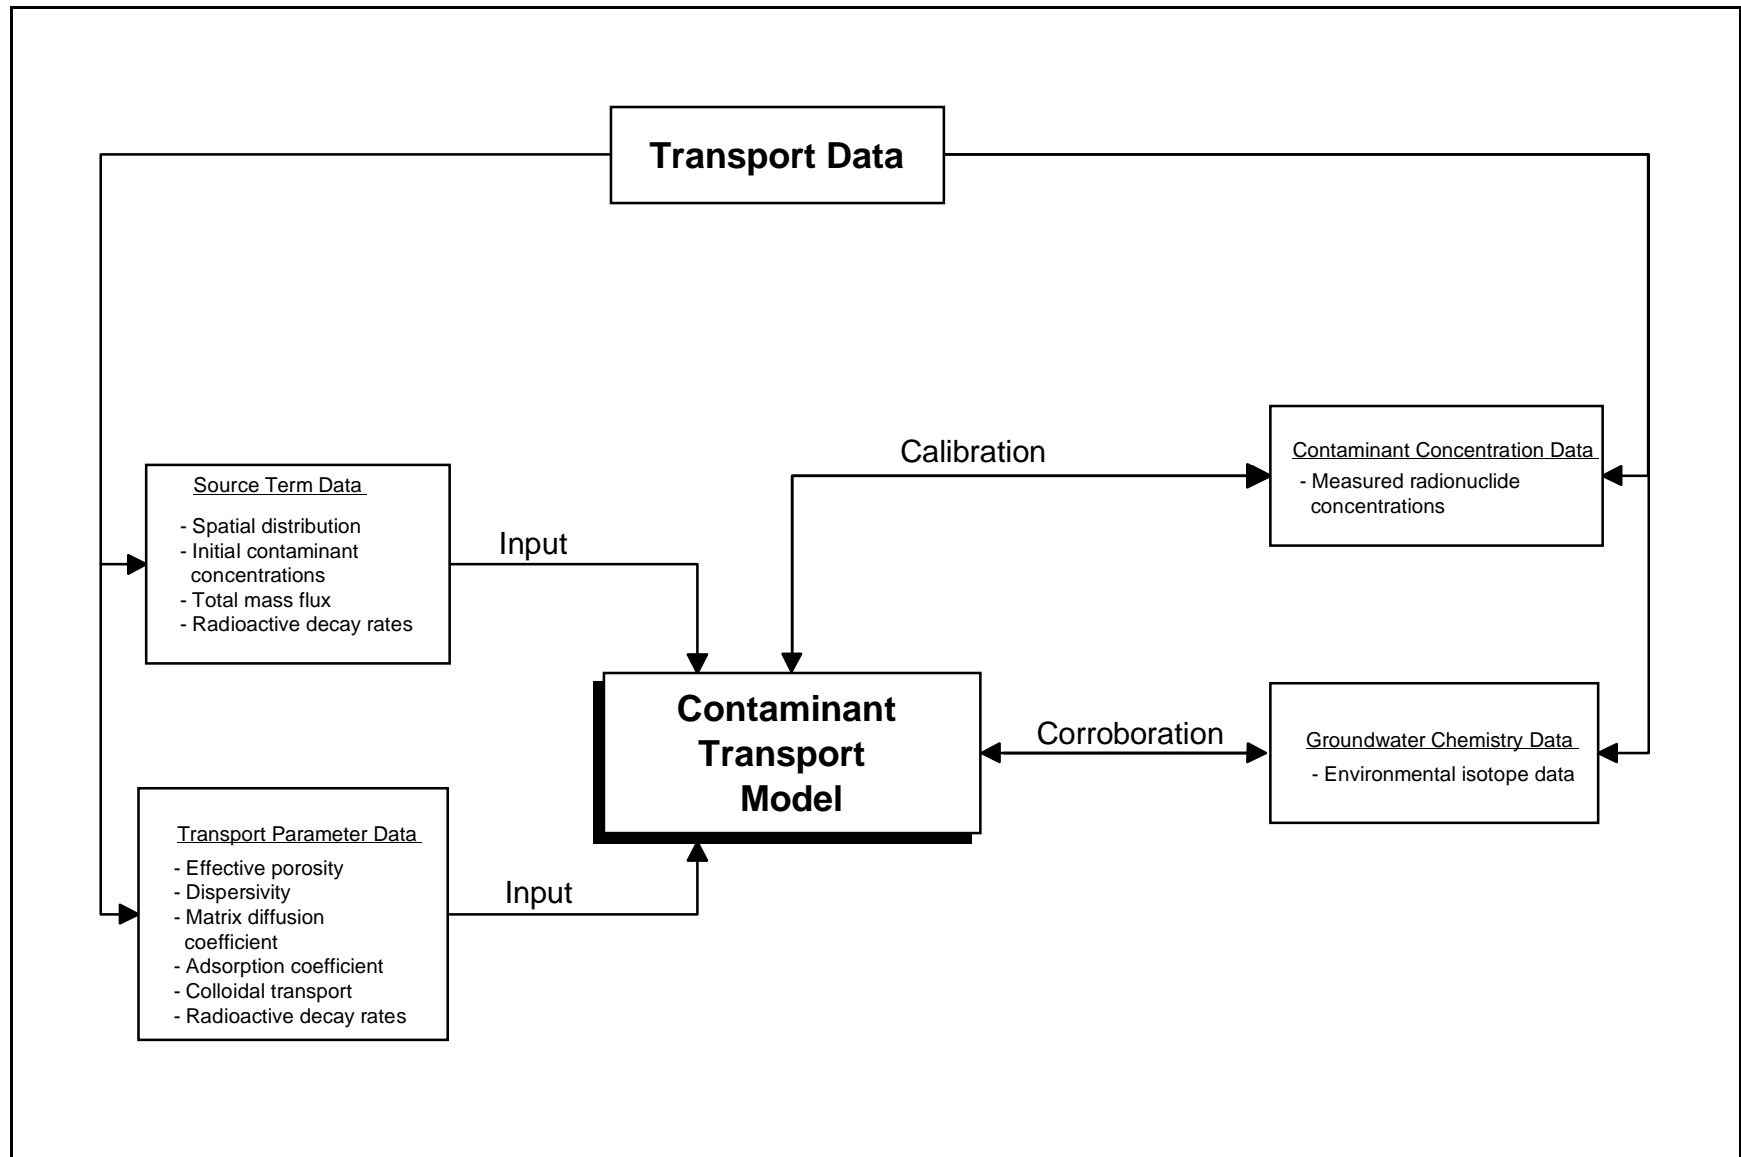 Transport Data
Calibration
Contaminant Concentration Data
- Measured radionuclide
concentrations
Source Term Data
- Spatial distribution
- Initial contaminant
concentrations
- Total mass flux
- Radioactive decay rates
Input
Contaminant
Transport
Model
Corroboration
Groundwater Chemistry Data
- Environmental isotope data
Transport Parameter Data
- Effective porosity
- Dispersivity
- Matrix diffusion
coefficient
- Adsorption coefficient
- Colloidal transport
- Radioactive decay rates
Input